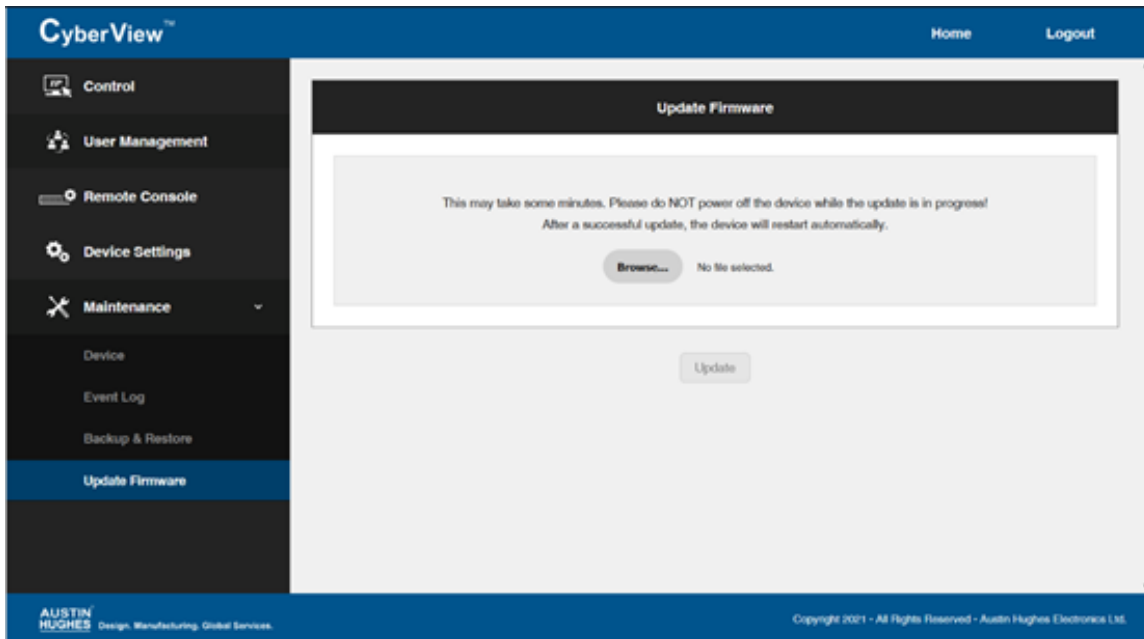 CyberView™
Home
Logout
Control
User Management
Remote Console
Device Settings
Maintenance
Device
Event Log
Backup & Restore
Update Firmware
Update Firmware
This may take some minutes. Please do NOT power off the device while the update is in progress!
After a successful update, the device will restart automatically.
Browse...
No file selected.
Update
AUSTIN
HUGHES Design. Manufacturing. Global Services.
Copyright 2021 - All Rights Reserved - Austin Hughes Electronics Ltd.